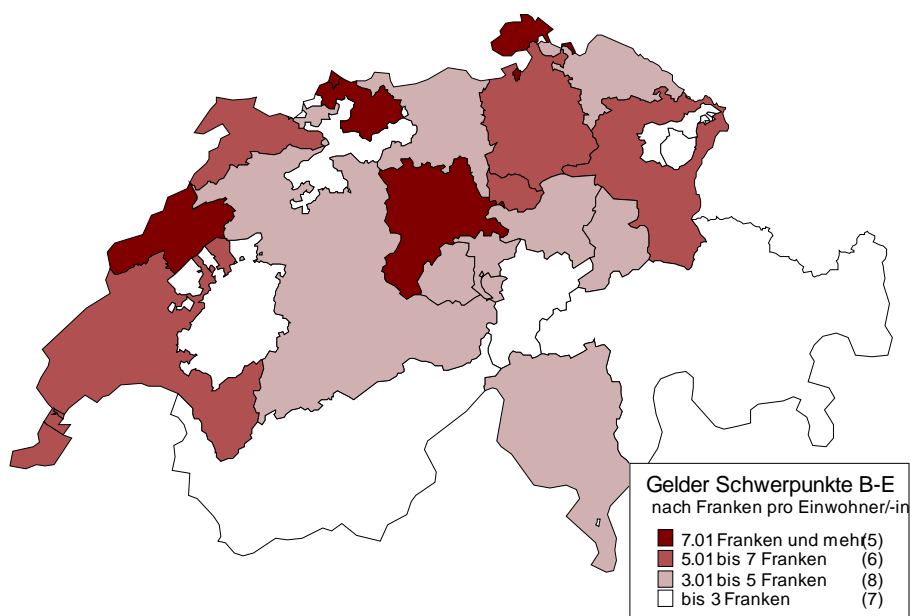 Gelder Schwerpunkte B-E
nach Franken pro Einwohner/-in
7.01 Franken und mehr (5)
5.01 bis 7 Franken (6)
3.01 bis 5 Franken (8)
bis 3 Franken (7)